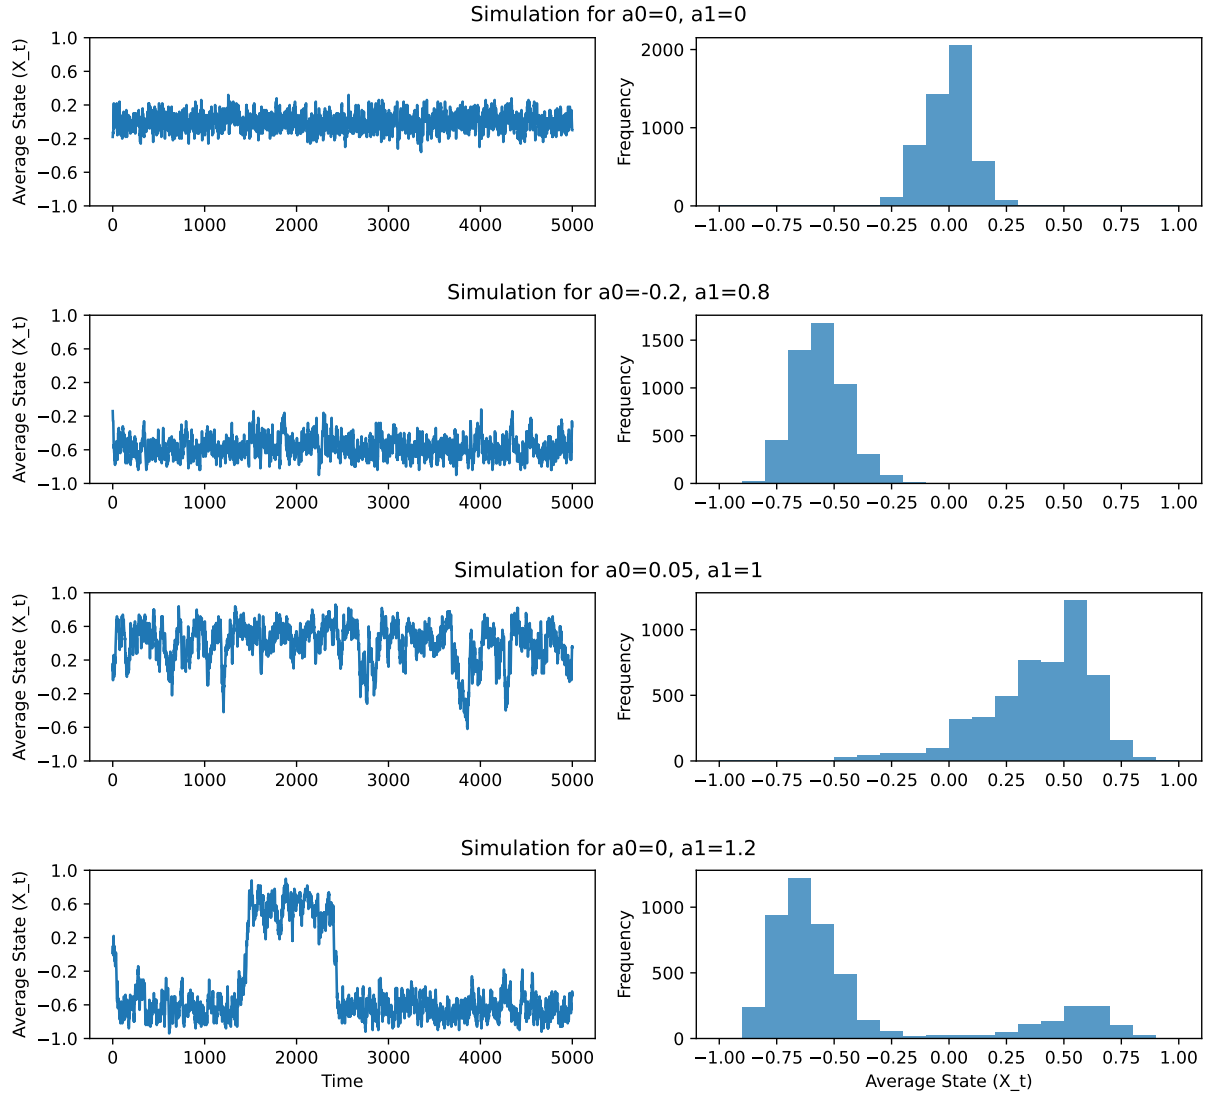 Simulation for a0=0, a1=0
Average State (X_t)
1.0
0.6
0.2
−0.2
−0.6
−1.0
0 1000 2000 3000 4000 5000
Frequency
2000
1000
0
−1.00 −0.75 −0.50 −0.25 0.00 0.25 0.50 0.75 1.00
Simulation for a0=-0.2, a1=0.8
Average State (X_t)
1.0
0.6
0.2
−0.2
−0.6
−1.0
0 1000 2000 3000 4000 5000
Frequency
1500
1000
500
0
−1.00 −0.75 −0.50 −0.25 0.00 0.25 0.50 0.75 1.00
Simulation for a0=0.05, a1=1
Average State (X_t)
1.0
0.6
0.2
−0.2
−0.6
−1.0
0 1000 2000 3000 4000 5000
Frequency
1000
500
0
−1.00 −0.75 −0.50 −0.25 0.00 0.25 0.50 0.75 1.00
Simulation for a0=0, a1=1.2
Average State (X_t)
1.0
0.6
0.2
−0.2
−0.6
−1.0
0 1000 2000 3000 4000 5000
Time
Frequency
1000
500
0
−1.00 −0.75 −0.50 −0.25 0.00 0.25 0.50 0.75 1.00
Average State (X_t)